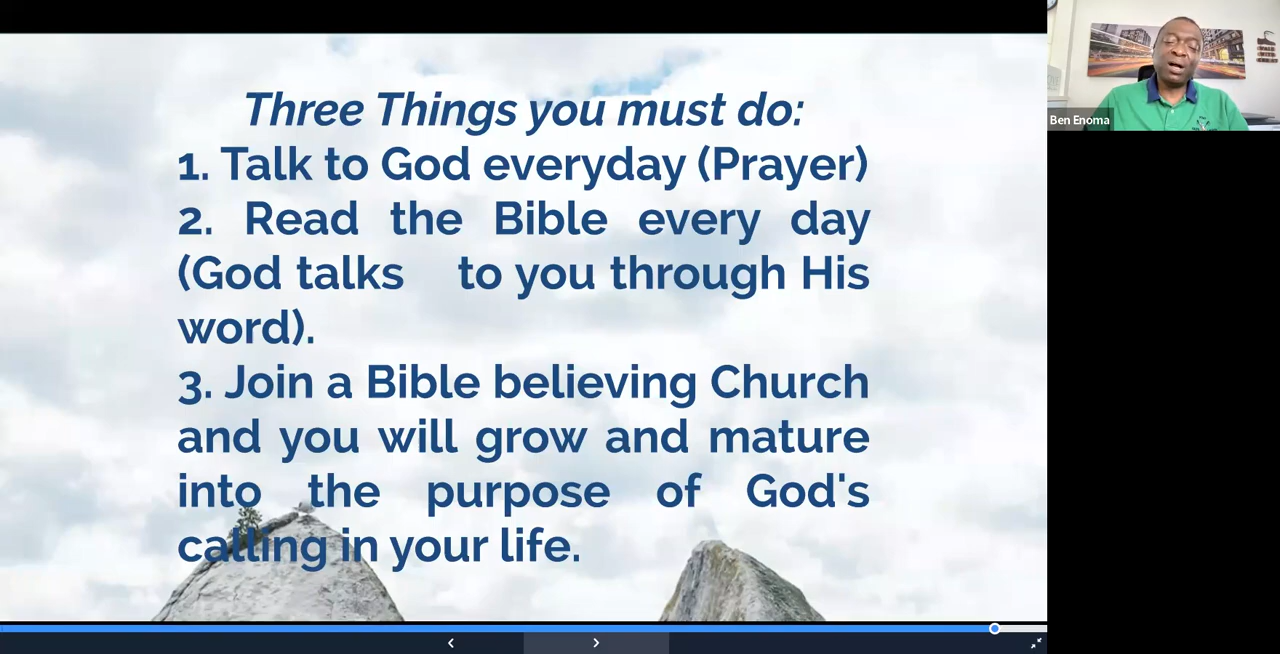 Three Things you must do:
1. Talk to God everyday (Prayer)
2. Read the Bible every day
(God talks to you through His
word).
3. Join a Bible believing Church
and you will grow and mature
into the purpose of God's
calling in your life.
Ben Enoma